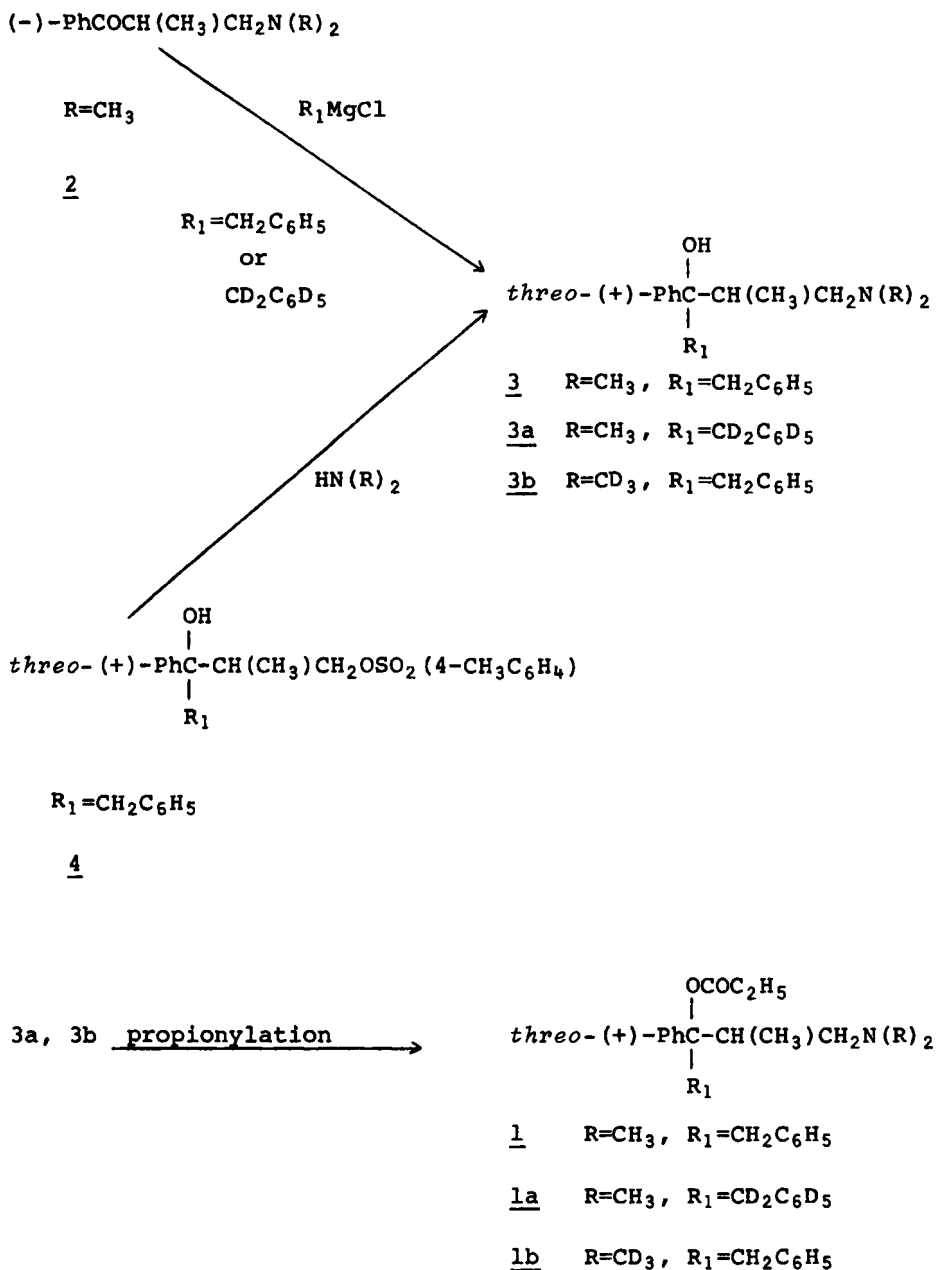 (-)-PhCOCH(CH₃)CH₂N(R)₂
R=CH₃
R₁MgCl
2
R₁=CH₂C₆H₅
or
CD₂C₆D₅
OH
threo-(+)-PhC-CH(CH₃)CH₂N(R)₂
R₁
3 R=CH₃, R₁=CH₂C₆H₅
3a R=CH₃, R₁=CD₂C₆D₅
3b R=CD₃, R₁=CH₂C₆H₅
HN(R)₂
OH
threo-(+)-PhC-CH(CH₃)CH₂OSO₂(4-CH₃C₆H₄)
R₁
R₁=CH₂C₆H₅
4
3a, 3b propionylation
OCOC₂H₅
threo-(+)-PhC-CH(CH₃)CH₂N(R)₂
R₁
1 R=CH₃, R₁=CH₂C₆H₅
1a R=CH₃, R₁=CD₂C₆D₅
1b R=CD₃, R₁=CH₂C₆H₅